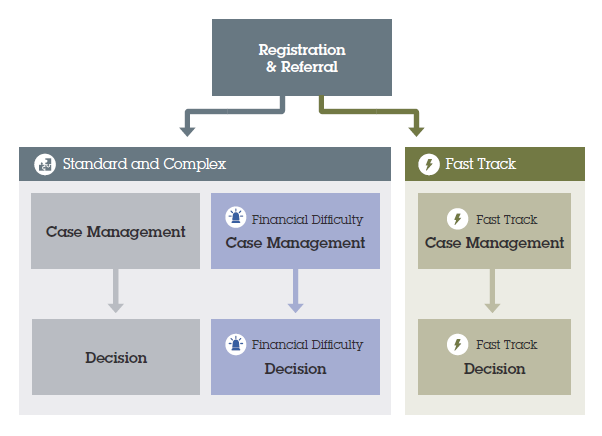 Registration
& Referral
Standard and Complex
Case Management
Financial Difficulty
Case Management
Decision
Financial Difficulty
Decision
Fast Track
Fast Track
Case Management
Fast Track
Decision